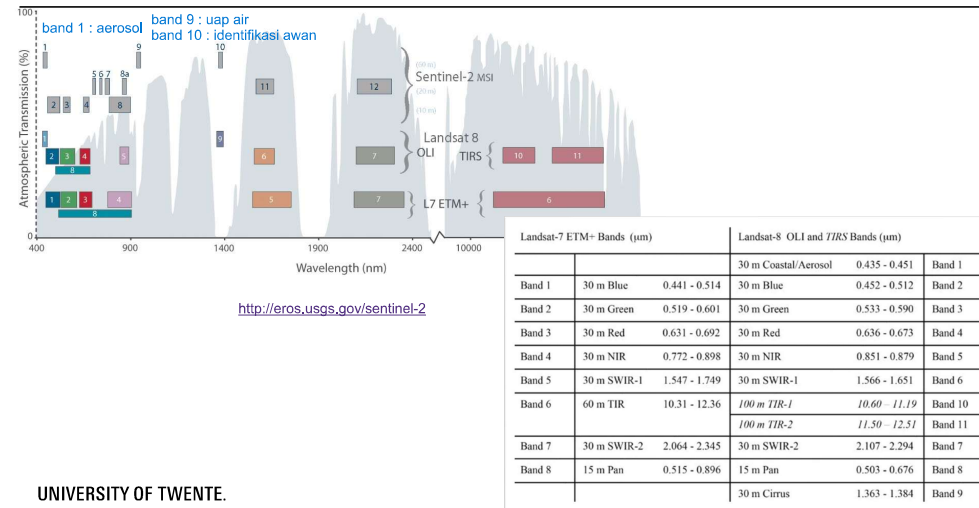 band 1 : aerosol
band 9 : uap air
band 10 : identifikasi awan
100
Atmospheric Transmission (%)
0
1
9
10
5 6 7 8a
11
12
2 3 4 8
(60 m)
Sentinel-2 MSI
(20 m)
(10 m)
1
9
2 3 4 5
8
6
7
Landsat 8
OLI
TIRS
10
11
1 2 3 4
8
5
7
L7 ETM+
6
400
900
1400
1900
2400
10000
Wavelength (nm)
http://eros.usgs.gov/sentinel-2
Landsat-7 ETM+ Bands (μm) Landsat-8 OLI and TIRS Bands (μm)
30 m Coastal/Aerosol 0.435 - 0.451 Band 1
Band 1 30 m Blue 0.441 - 0.514 30 m Blue 0.452 - 0.512 Band 2
Band 2 30 m Green 0.519 - 0.601 30 m Green 0.533 - 0.590 Band 3
Band 3 30 m Red 0.631 - 0.692 30 m Red 0.636 - 0.673 Band 4
Band 4 30 m NIR 0.772 - 0.898 30 m NIR 0.851 - 0.879 Band 5
Band 5 30 m SWIR-1 1.547 - 1.749 30 m SWIR-1 1.566 - 1.651 Band 6
Band 6 60 m TIR 10.31 - 12.36 100 m TIR-1 10.60 – 11.19 Band 10
100 m TIR-2 11.50 – 12.51 Band 11
Band 7 30 m SWIR-2 2.064 - 2.345 30 m SWIR-2 2.107 - 2.294 Band 7
Band 8 15 m Pan 0.515 - 0.896 15 m Pan 0.503 - 0.676 Band 8
30 m Cirrus 1.363 - 1.384 Band 9
UNIVERSITY OF TWENTE.